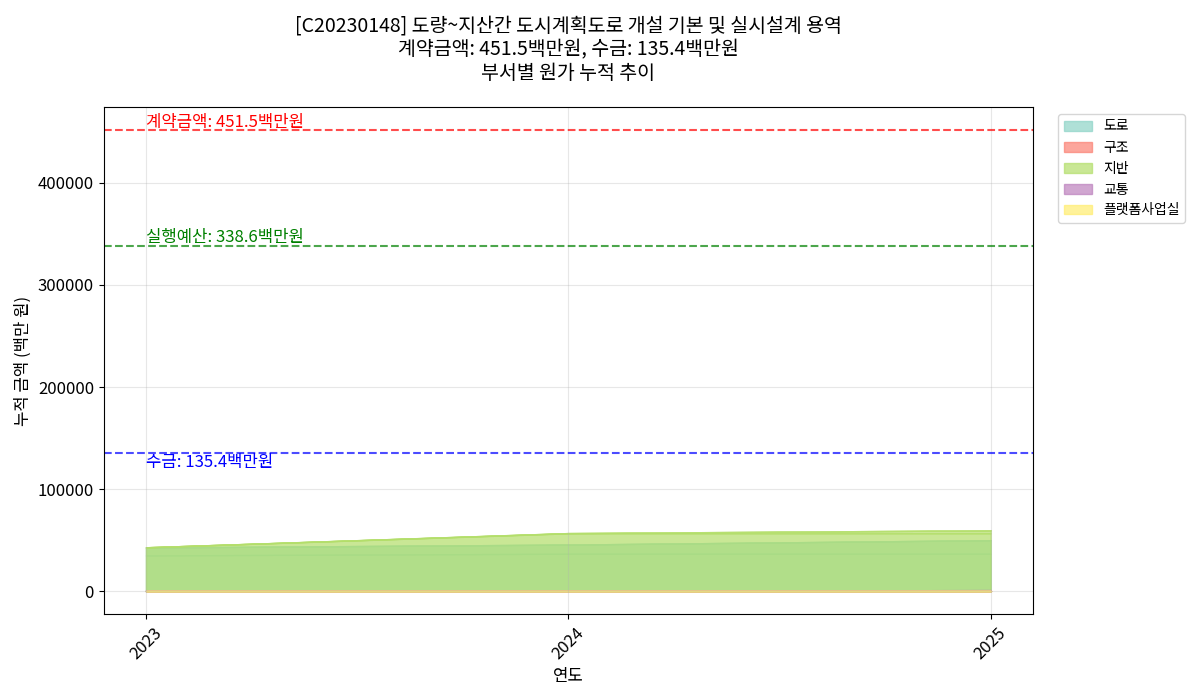 [C20230148] 도량~지산간 도시계획도로 개설 기본 및 실시설계 용역
계약금액: 451.5백만원, 수금: 135.4백만원
부서별 원가 누적 추이
계약금액: 451.5백만원
실행예산: 338.6백만원
수금: 135.4백만원
누적 금액 (백만 원)
400000
300000
200000
100000
0
2023
2024
2025
연도
도로
구조
지반
교통
플랫폼사업실